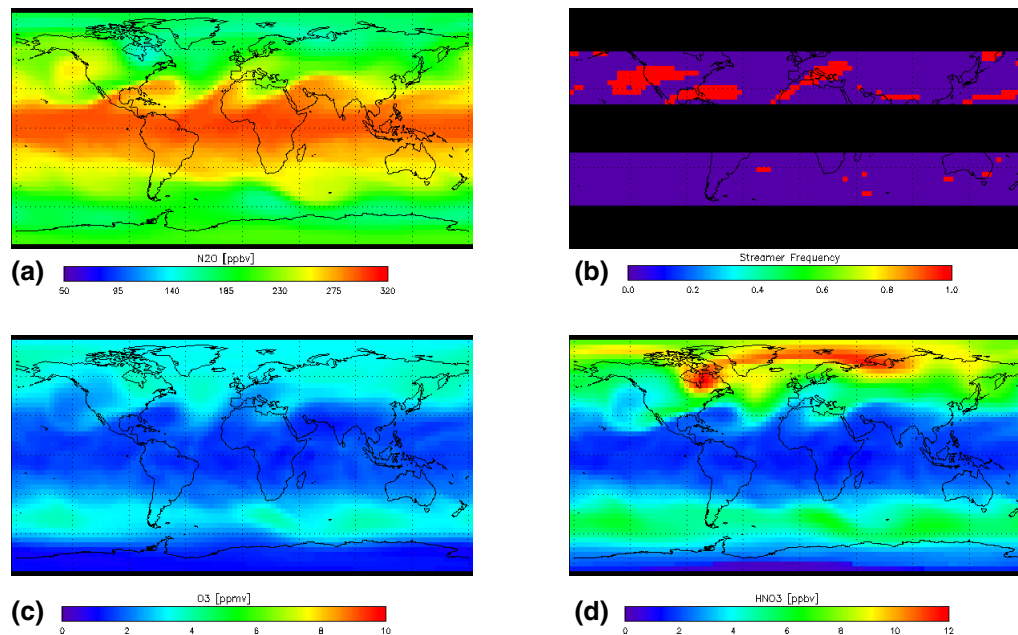 (a)
N2O [ppbv]
50 95 140 185 230 275 320
(b)
Streamer Frequency
0.0 0.2 0.4 0.6 0.8 1.0
(c)
O3 [ppmv]
0 2 4 6 8 10
(d)
HNO3 [ppbv]
0 2 4 6 8 10 12